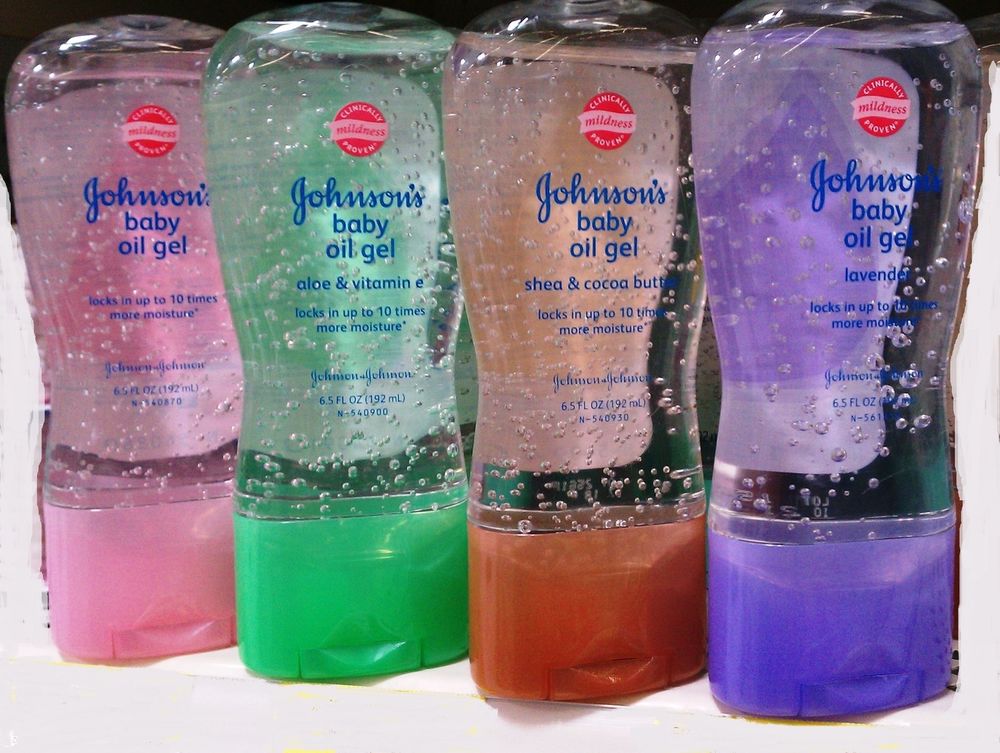 CLINICALLY
mildness
PROVEN®
Johnson's
baby
oil gel
locks in up to 10 times
more moisture*
Johnson & Johnson
6.5 FL OZ (192 mL)
N-540870
CLINICALLY
mildness
PROVEN®
Johnson's
baby
oil gel
aloe & vitamin e
locks in up to 10 times
more moisture*
Johnson & Johnson
6.5 FL OZ (192 mL)
N-540900
CLINICALLY
mildness
PROVEN®
Johnson's
baby
oil gel
shea & cocoa butter
locks in up to 10 times
more moisture*
Johnson & Johnson
6.5 FL OZ (192 mL)
N-540930
CLINICALLY
mildness
PROVEN®
Johnson's
baby
oil gel
lavender
locks in up to 10 times
more moisture*
Johnson & Johnson
6.5 FL OZ